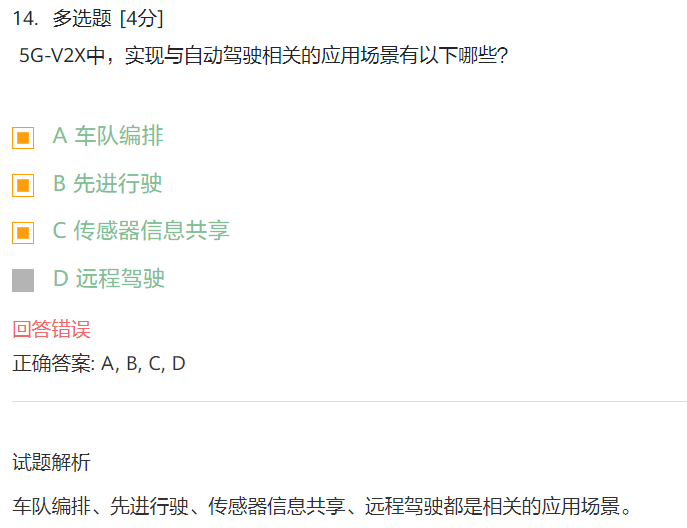 14. 多选题 [4分]
5G-V2X中，实现与自动驾驶相关的应用场景有以下哪些?
A 车队编排
B 先进行驶
C 传感器信息共享
D 远程驾驶
回答错误
正确答案: A, B, C, D
试题解析
车队编排、先进行驶、传感器信息共享、远程驾驶都是相关的应用场景。